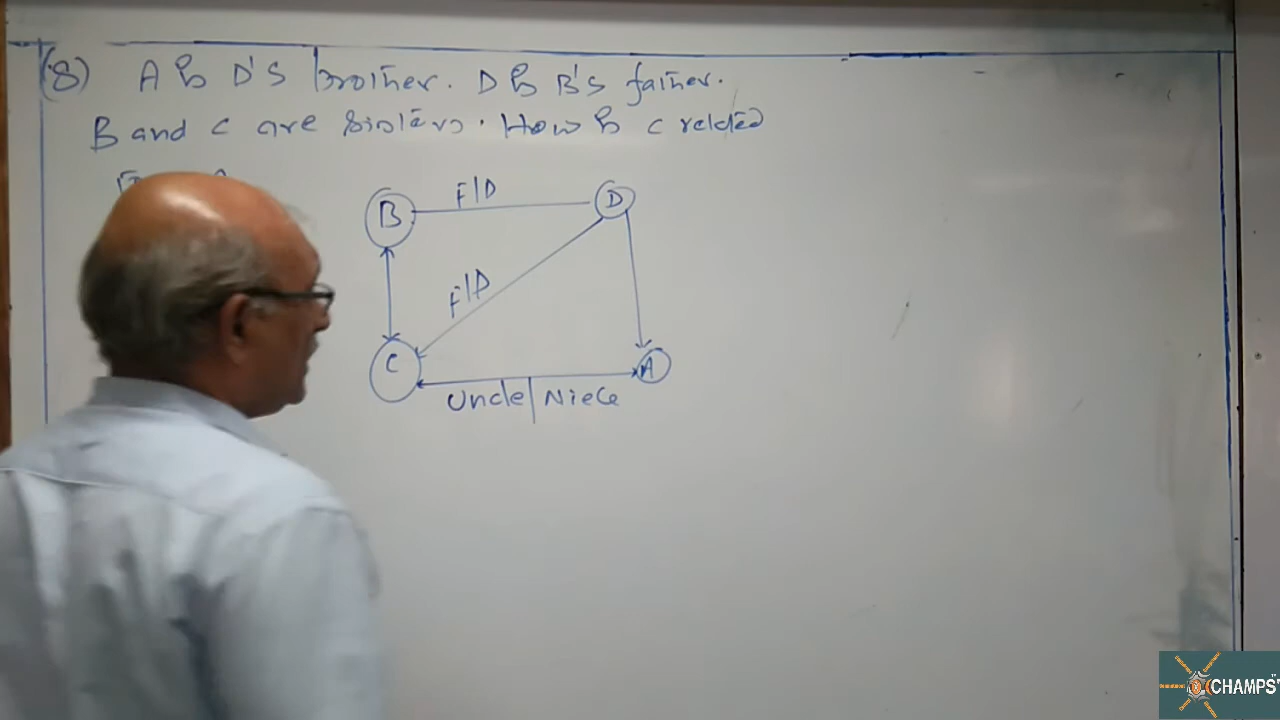 (8) A is D's brother. D is B's father.
B and C are sisters. How is C related
B F/D D
F/D
C A
Uncle/Niece
CHAMPS